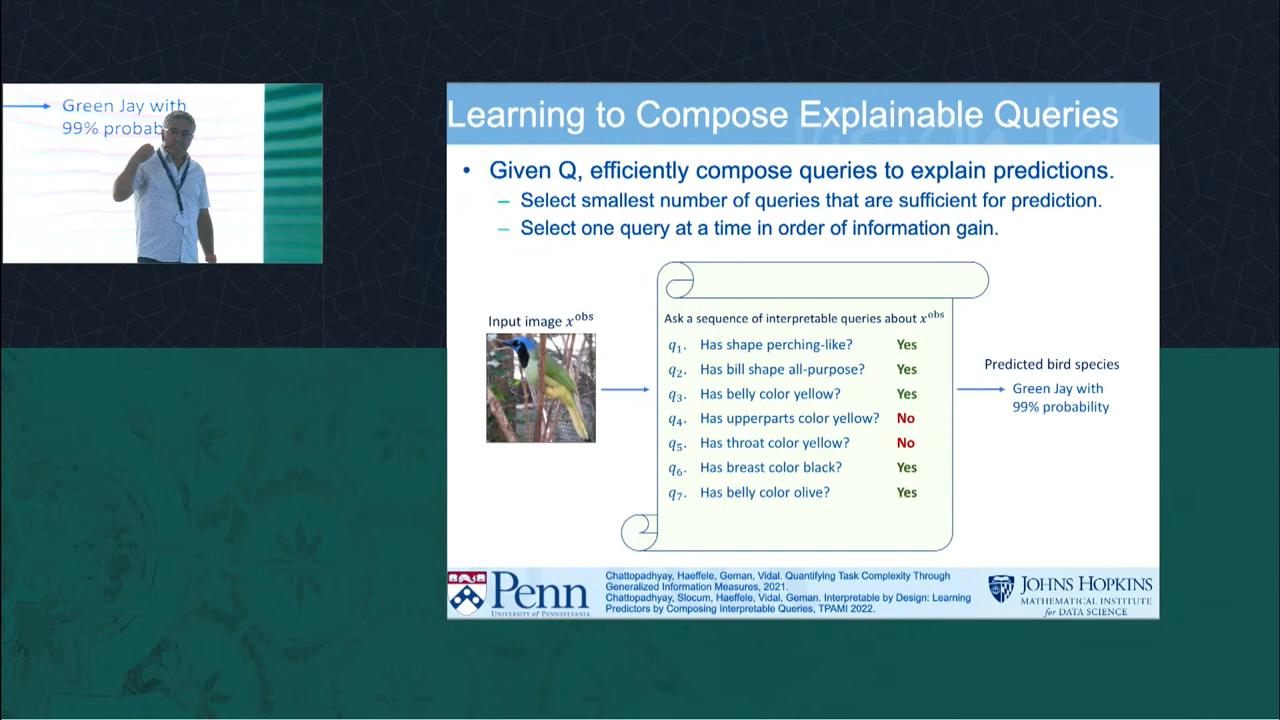 Green Jay with
99% probab
Learning to Compose Explainable Queries
• Given Q, efficiently compose queries to explain predictions.
– Select smallest number of queries that are sufficient for prediction.
– Select one query at a time in order of information gain.
Input image x^obs
Ask a sequence of interpretable queries about x^obs
q₁. Has shape perching-like? Yes
q₂. Has bill shape all-purpose? Yes
q₃. Has belly color yellow? Yes
q₄. Has upperparts color yellow? No
q₅. Has throat color yellow? No
q₆. Has breast color black? Yes
q₇. Has belly color olive? Yes
Predicted bird species
Green Jay with
99% probability
Penn
UNIVERSITY OF PENNSYLVANIA
Chattopadhyay, Haeffele, Geman, Vidal. Quantifying Task Complexity Through
Generalized Information Measures, 2021.
Chattopadhyay, Slocum, Haeffele, Vidal, Geman. Interpretable by Design: Learning
Predictors by Composing Interpretable Queries, TPAMI 2022.
JOHNS HOPKINS
MATHEMATICAL INSTITUTE
for DATA SCIENCE